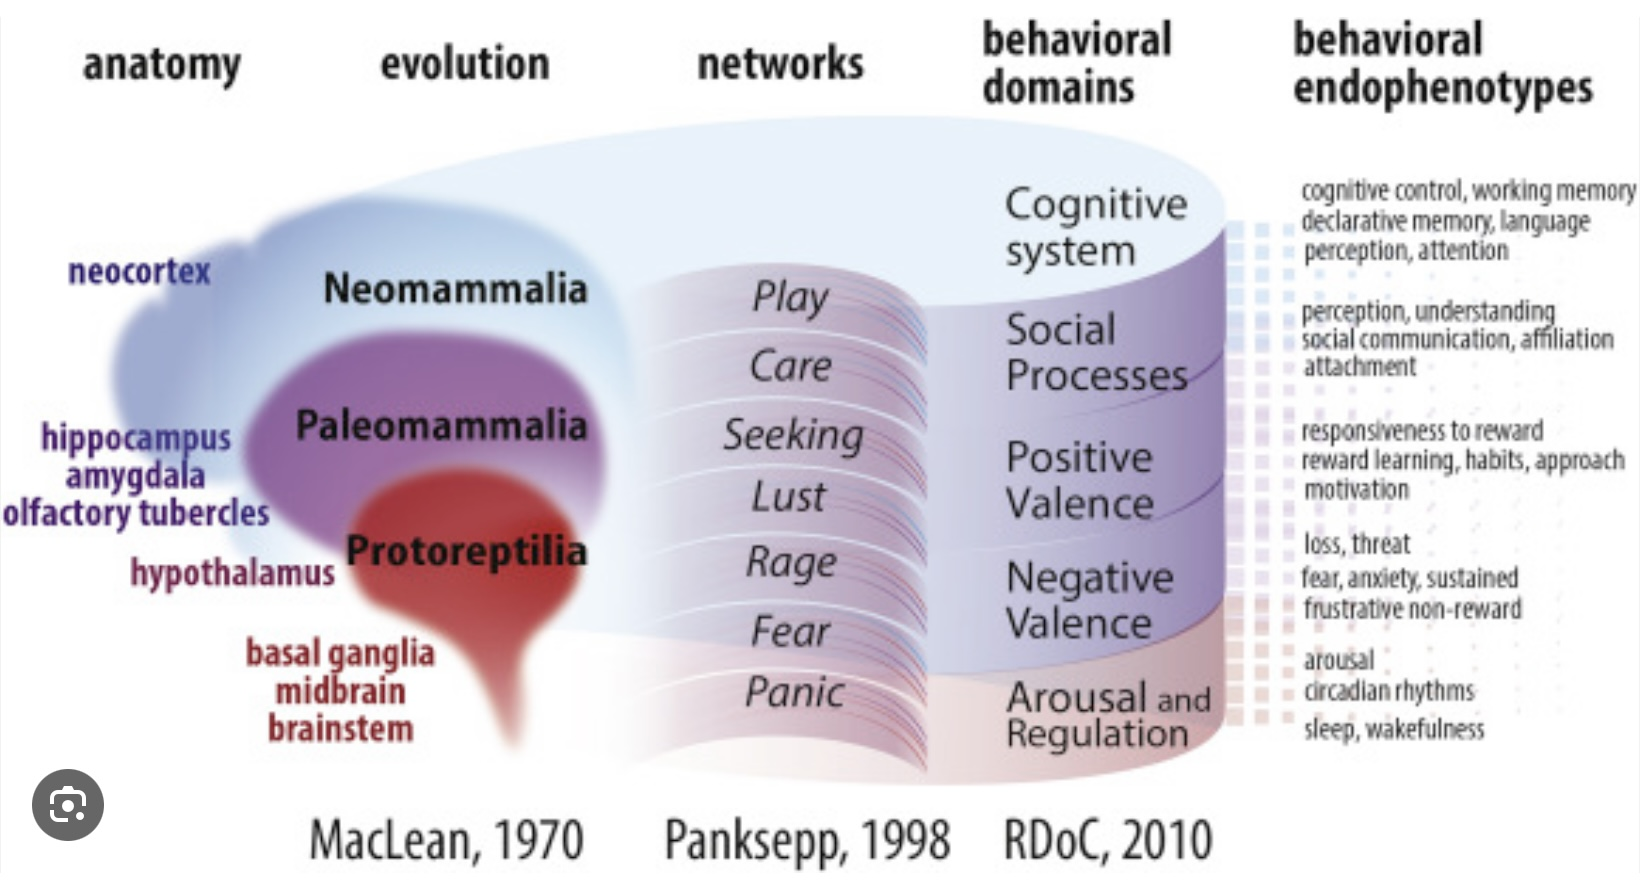 anatomy
evolution
networks
behavioral
domains
behavioral
endophenotypes
neocortex
hippocampus
amygdala
olfactory tubercles
hypothalamus
basal ganglia
midbrain
brainstem
Neomammalia
Paleomammalia
Protoreptilia
Play
Care
Seeking
Lust
Rage
Fear
Panic
Cognitive
system
Social
Processes
Positive
Valence
Negative
Valence
Arousal and
Regulation
cognitive control, working memory
declarative memory, language
perception, attention
perception, understanding
social communication, affiliation
attachment
responsiveness to reward
reward learning, habits, approach
motivation
loss, threat
fear, anxiety, sustained
frustrative non-reward
arousal
circadian rhythms
sleep, wakefulness
MacLean, 1970
Panksepp, 1998
RDoC, 2010